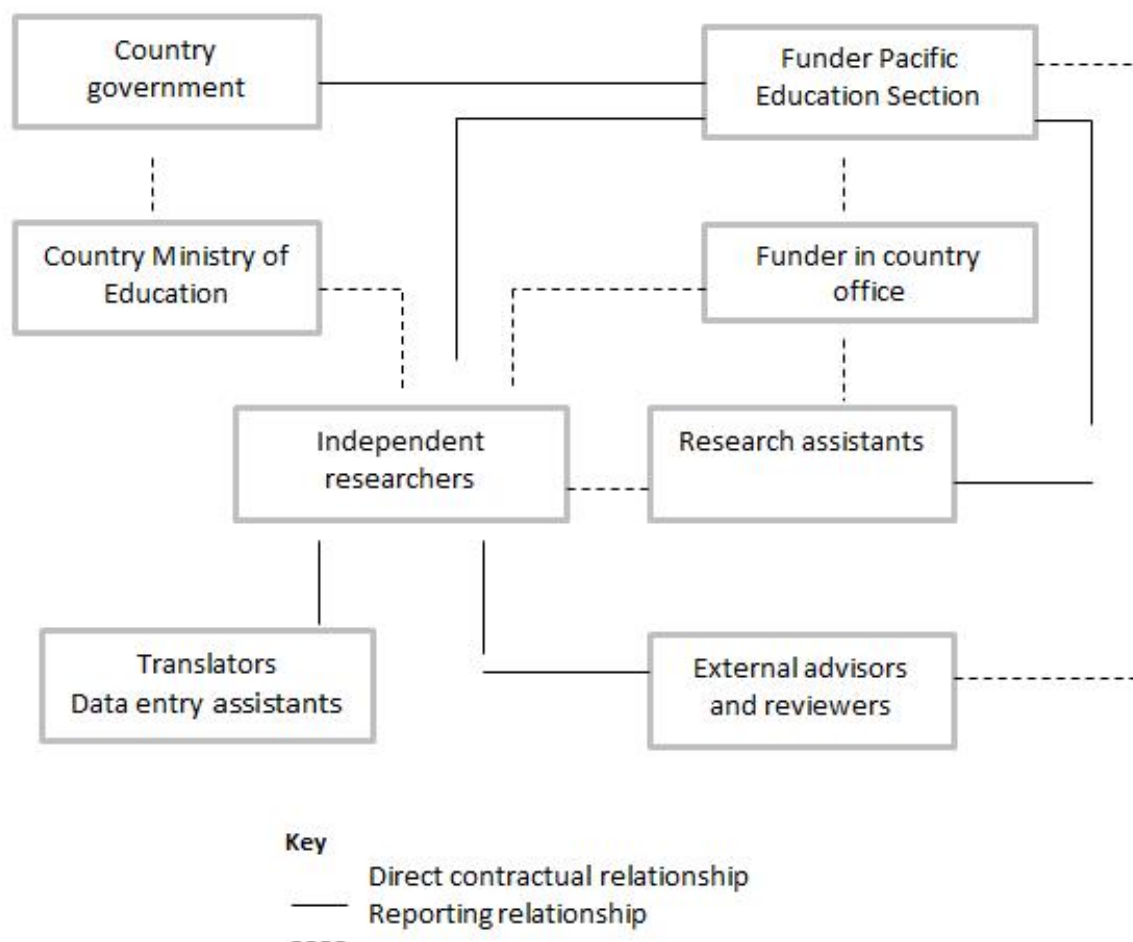 Country
government
Funder Pacific
Education Section
Country Ministry of
Education
Funder in country
office
Independent
researchers
Research assistants
Translators
Data entry assistants
External advisors
and reviewers
Key
Direct contractual relationship
Reporting relationship